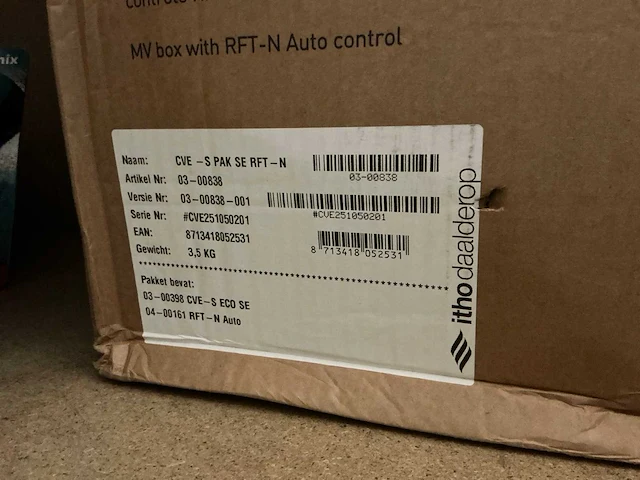 MV box with RFT-N Auto control
Naam: CVE –S PAK SE RFT–N
Artikel Nr: 03–00838
03-00838
Versie Nr: 03–00838–001
Serie Nr: #CVE251050201
#CVE251050201
EAN: 8713418052531
8 713418 052531
Gewicht: 3,5 KG
Pakket bevat:
03–00398 CVE–S ECO SE
04–00161 RFT–N Auto
ithodaalderop